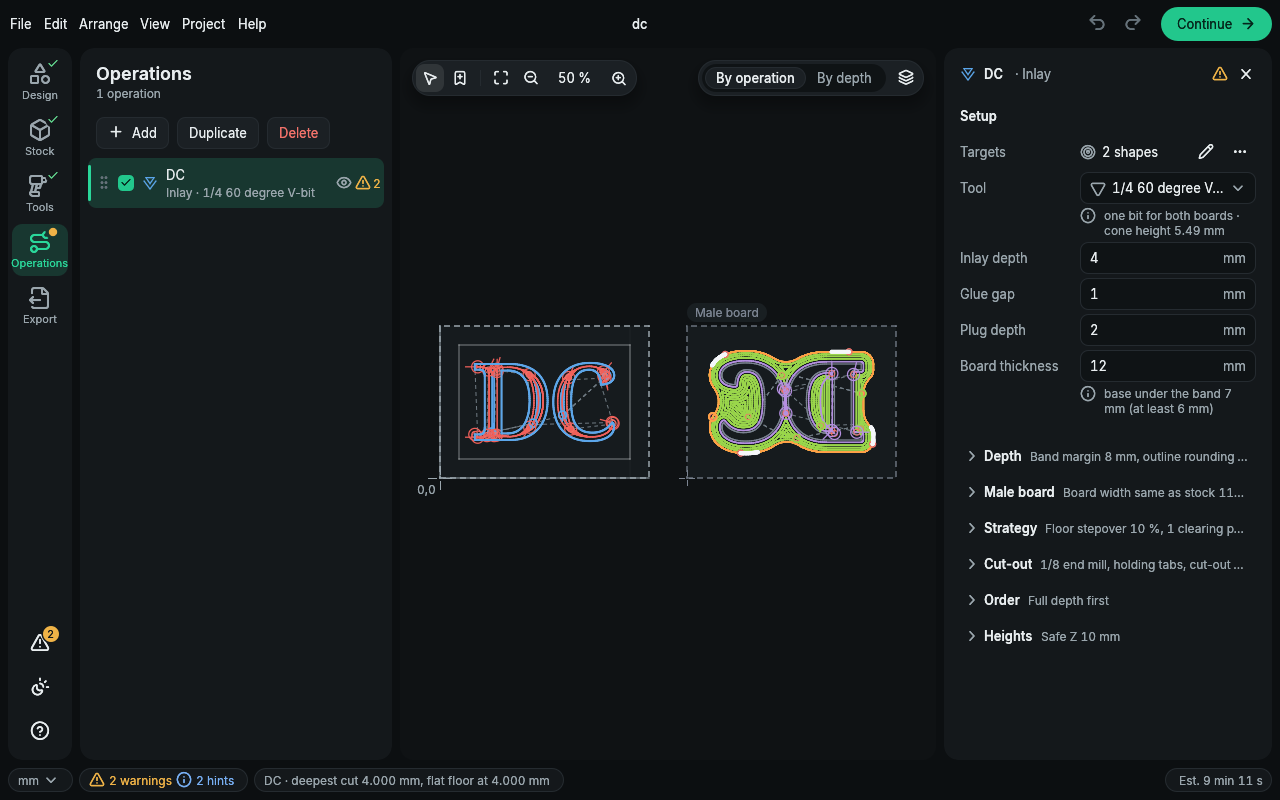 File Edit Arrange View Project Help
dc
Continue
Design
Stock
Tools
Operations
Export
2
Operations
1 operation
Add
Duplicate
Delete
DC
Inlay · 1/4 60 degree V-bit
2
50 %
By operation
By depth
Male board
DC
DC
0,0
DC · Inlay
Setup
Targets
2 shapes
Tool
1/4 60 degree V...
one bit for both boards ·
cone height 5.49 mm
Inlay depth
4 mm
Glue gap
1 mm
Plug depth
2 mm
Board thickness
12 mm
base under the band 7
mm (at least 6 mm)
Depth Band margin 8 mm, outline rounding ...
Male board Board width same as stock 11...
Strategy Floor stepover 10 %, 1 clearing p...
Cut-out 1/8 end mill, holding tabs, cut-out ...
Order Full depth first
Heights Safe Z 10 mm
mm
2 warnings
2 hints
DC · deepest cut 4.000 mm, flat floor at 4.000 mm
Est. 9 min 11 s